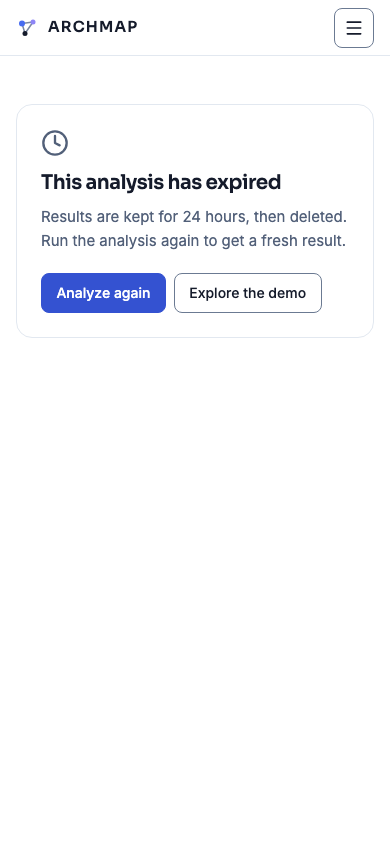 ARCHMAP
This analysis has expired
Results are kept for 24 hours, then deleted.
Run the analysis again to get a fresh result.
Analyze again
Explore the demo